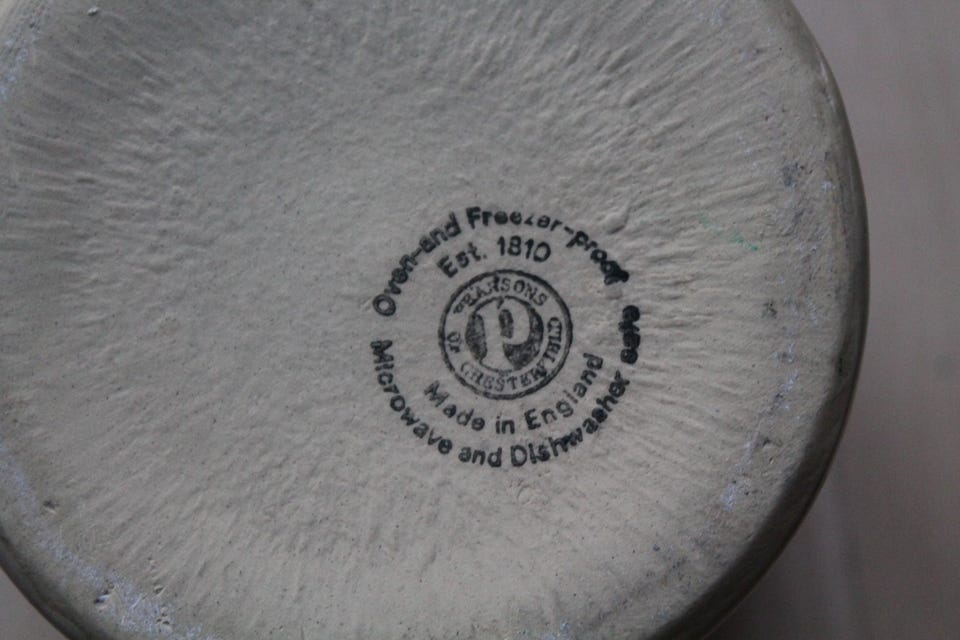 Oven-and Freezer-proof
Est. 1810
PEARSONS
OF CHESTERFIELD
P
Made in England
Microwave and Dishwasher safe